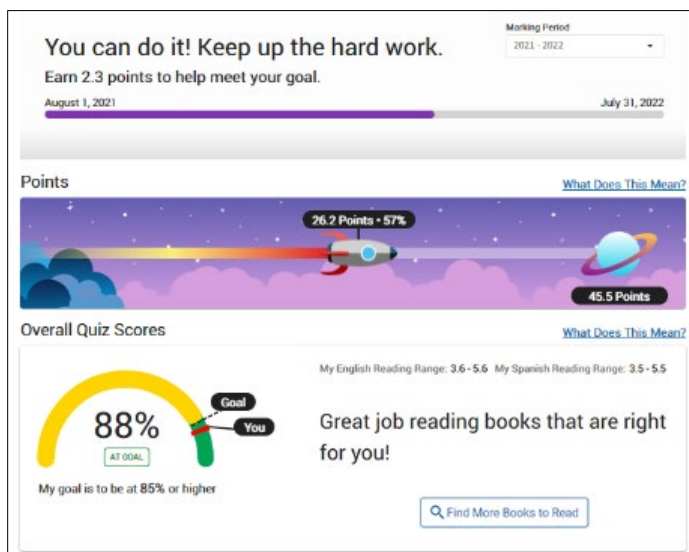 Marking Period
2021 - 2022
You can do it! Keep up the hard work.
Earn 2.3 points to help meet your goal.
August 1, 2021
July 31, 2022
Points
What Does This Mean?
26.2 Points • 57%
45.5 Points
Overall Quiz Scores
What Does This Mean?
My English Reading Range: 3.6 - 5.6 My Spanish Reading Range: 3.5 - 5.5
Goal
You
88%
AT GOAL
My goal is to be at 85% or higher
Great job reading books that are right
for you!
Find More Books to Read